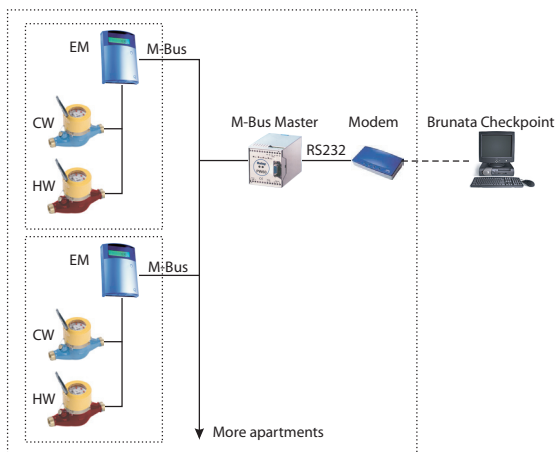 EM
M-Bus
CW
HW
M-Bus Master
RS232
Modem
Brunata Checkpoint
EM
M-Bus
CW
HW
More apartments